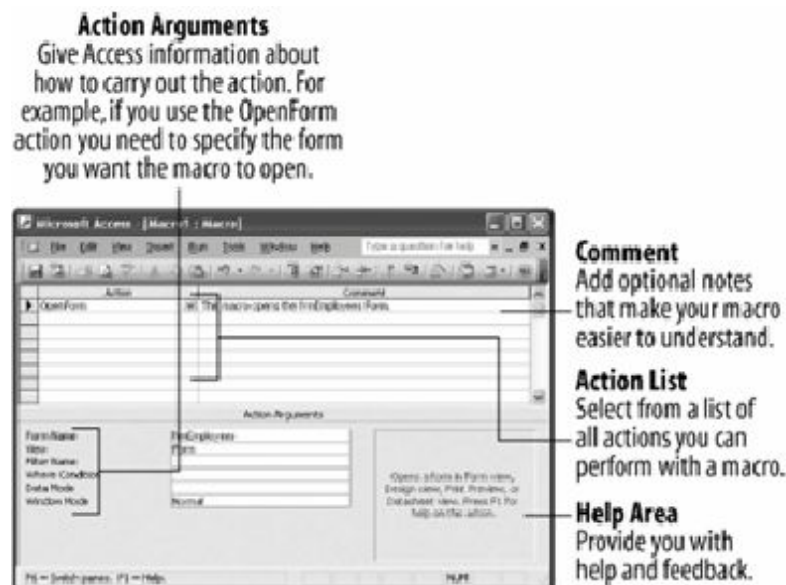 Action Arguments
Give Access information about
how to carry out the action. For
example, if you use the OpenForm
action you need to specify the form
you want the macro to open.
Microsoft Access - [Macro1 : Macro]
File Edit View Insert Run Tools Window Help Type a question for help
Action Comment
OpenForm This macro opens the frmEmployees Form
Action Arguments
Form Name frmEmployees
View Form
Filter Name
Where Condition
Data Mode
Window Mode Normal
Opens a form in Form view,
Design view, Print Preview, or
Datasheet view. Press F1 for
help on this action.
F6 = Switch panes. F1 = Help. NUM
Comment
Add optional notes
that make your macro
easier to understand.
Action List
Select from a list of
all actions you can
perform with a macro.
Help Area
Provide you with
help and feedback.